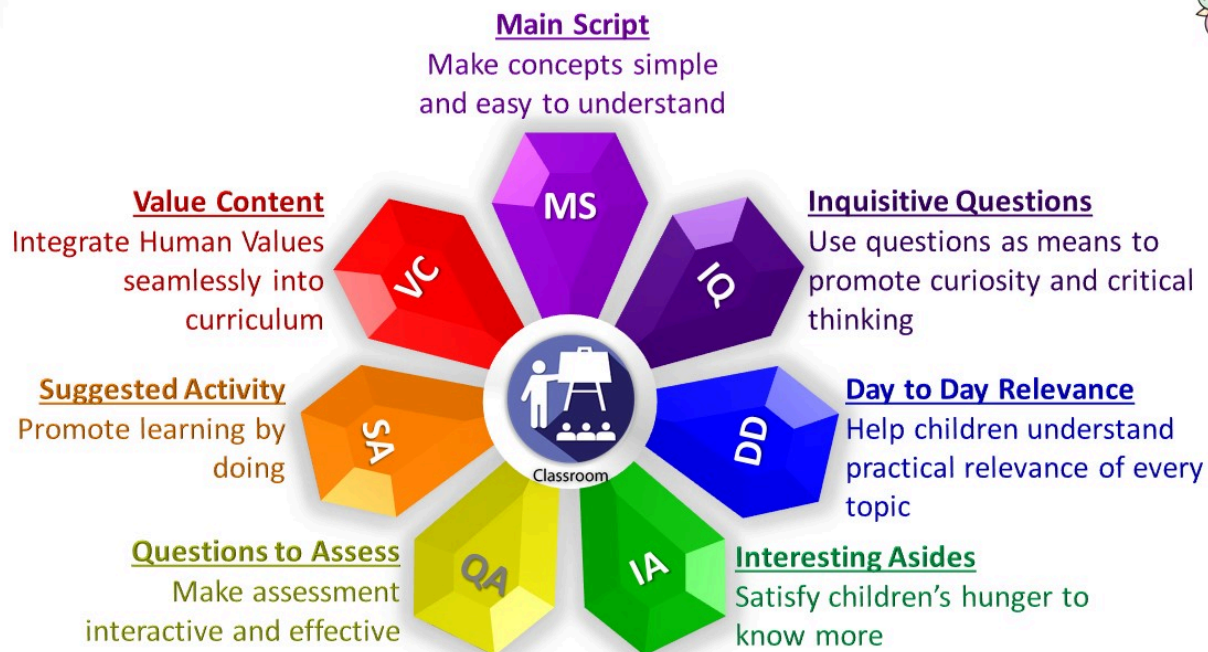 Main Script
Make concepts simple
and easy to understand
MS
Inquisitive Questions
Use questions as means to
promote curiosity and critical
thinking
IQ
Day to Day Relevance
Help children understand
practical relevance of every
topic
DD
Interesting Asides
Satisfy children’s hunger to
know more
IA
Questions to Assess
Make assessment
interactive and effective
QA
Suggested Activity
Promote learning by
doing
SA
Value Content
Integrate Human Values
seamlessly into
curriculum
VC
Classroom